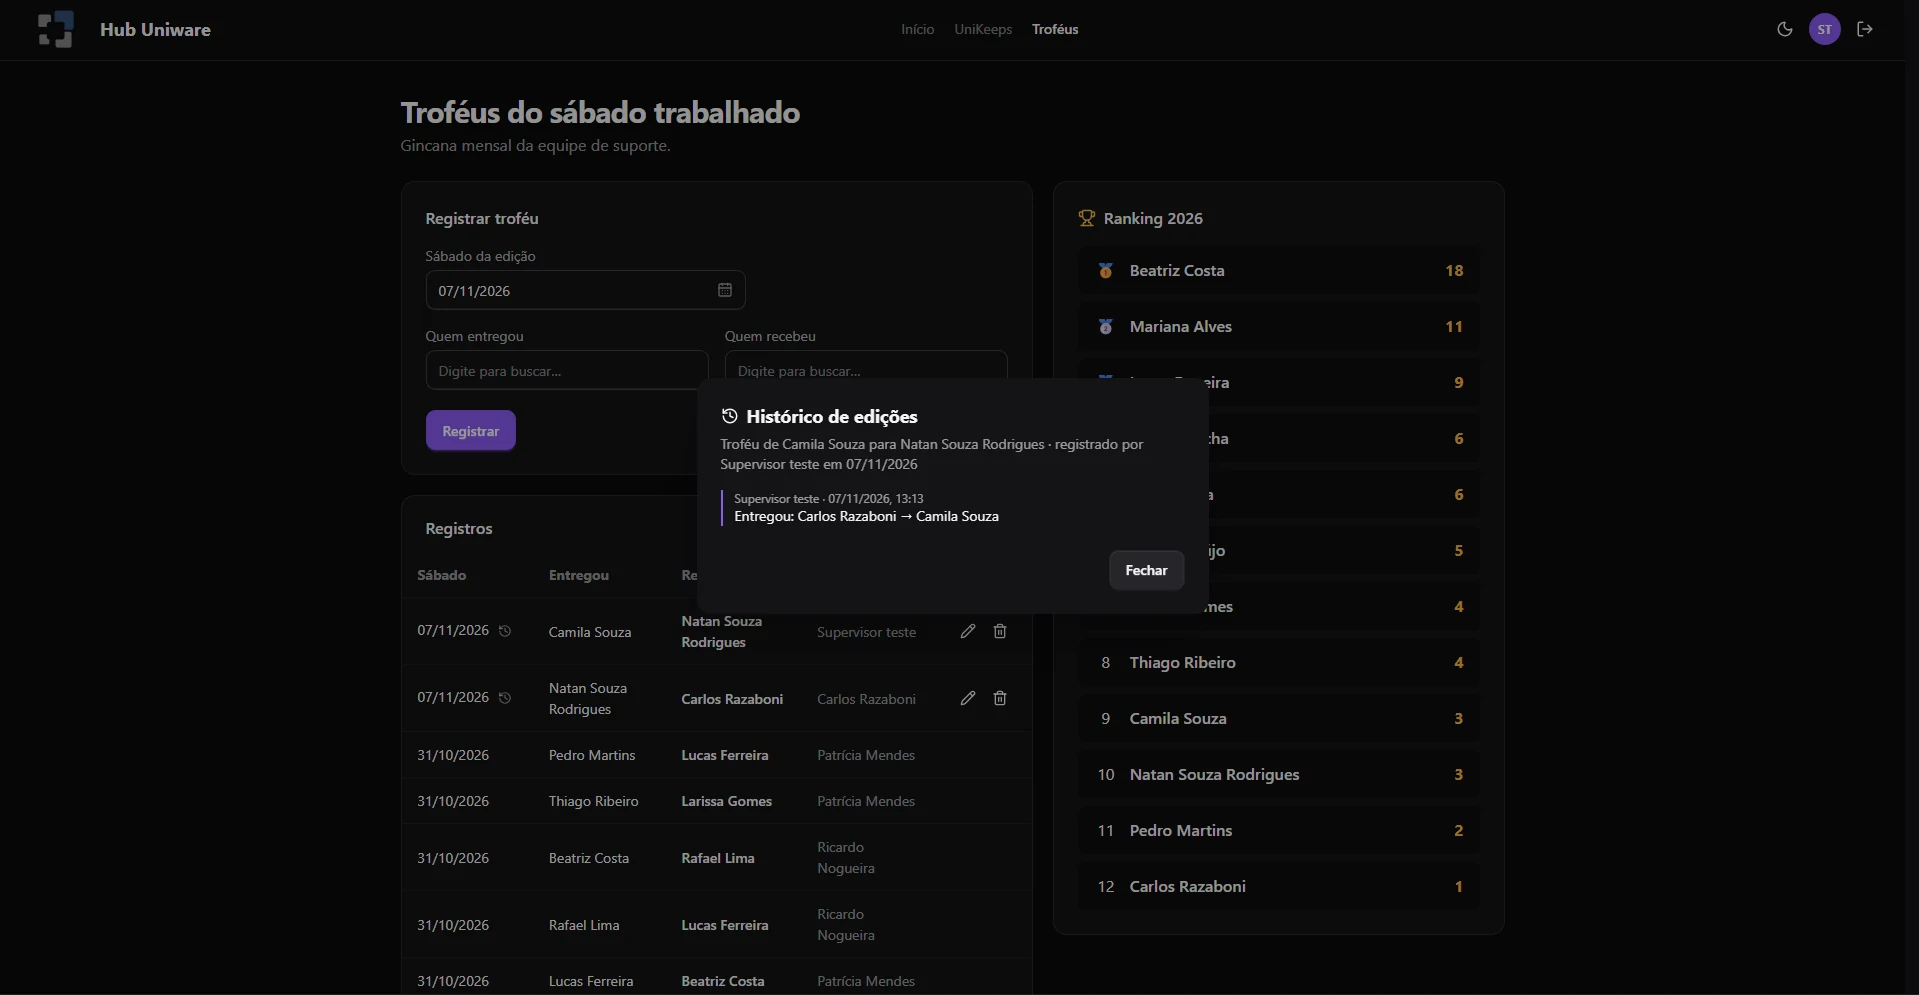 Hub Uniware
Início UniKeeps Troféus
ST
Troféus do sábado trabalhado
Gincana mensal da equipe de suporte.
Registrar troféu
Sábado da edição
07/11/2026
Quem entregou Quem recebeu
Digite para buscar... Digite para buscar...
Registrar
Ranking 2026
Beatriz Costa 18
Mariana Alves 11
9
6
6
5
4
8 Thiago Ribeiro 4
9 Camila Souza 3
10 Natan Souza Rodrigues 3
11 Pedro Martins 2
12 Carlos Razaboni 1
Histórico de edições
Troféu de Camila Souza para Natan Souza Rodrigues · registrado por
Supervisor teste em 07/11/2026
Supervisor teste · 07/11/2026, 13:13
Entregou: Carlos Razaboni → Camila Souza
Fechar
Registros
Sábado Entregou
07/11/2026 Camila Souza Natan Souza Rodrigues Supervisor teste
07/11/2026 Natan Souza Rodrigues Carlos Razaboni Carlos Razaboni
31/10/2026 Pedro Martins Lucas Ferreira Patrícia Mendes
31/10/2026 Thiago Ribeiro Larissa Gomes Patrícia Mendes
31/10/2026 Beatriz Costa Rafael Lima Ricardo Nogueira
31/10/2026 Rafael Lima Lucas Ferreira Ricardo Nogueira
31/10/2026 Lucas Ferreira Beatriz Costa Patrícia Mendes